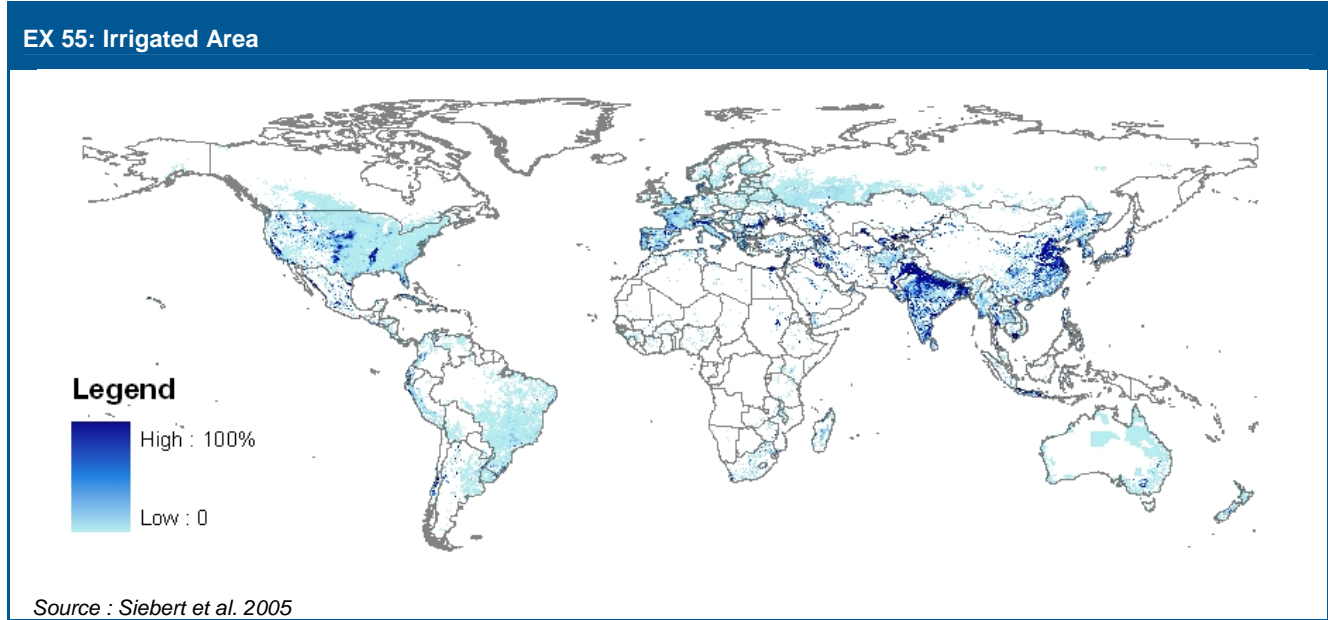 EX 55: Irrigated Area
Legend
High : 100%
Low : 0
Source : Siebert et al. 2005